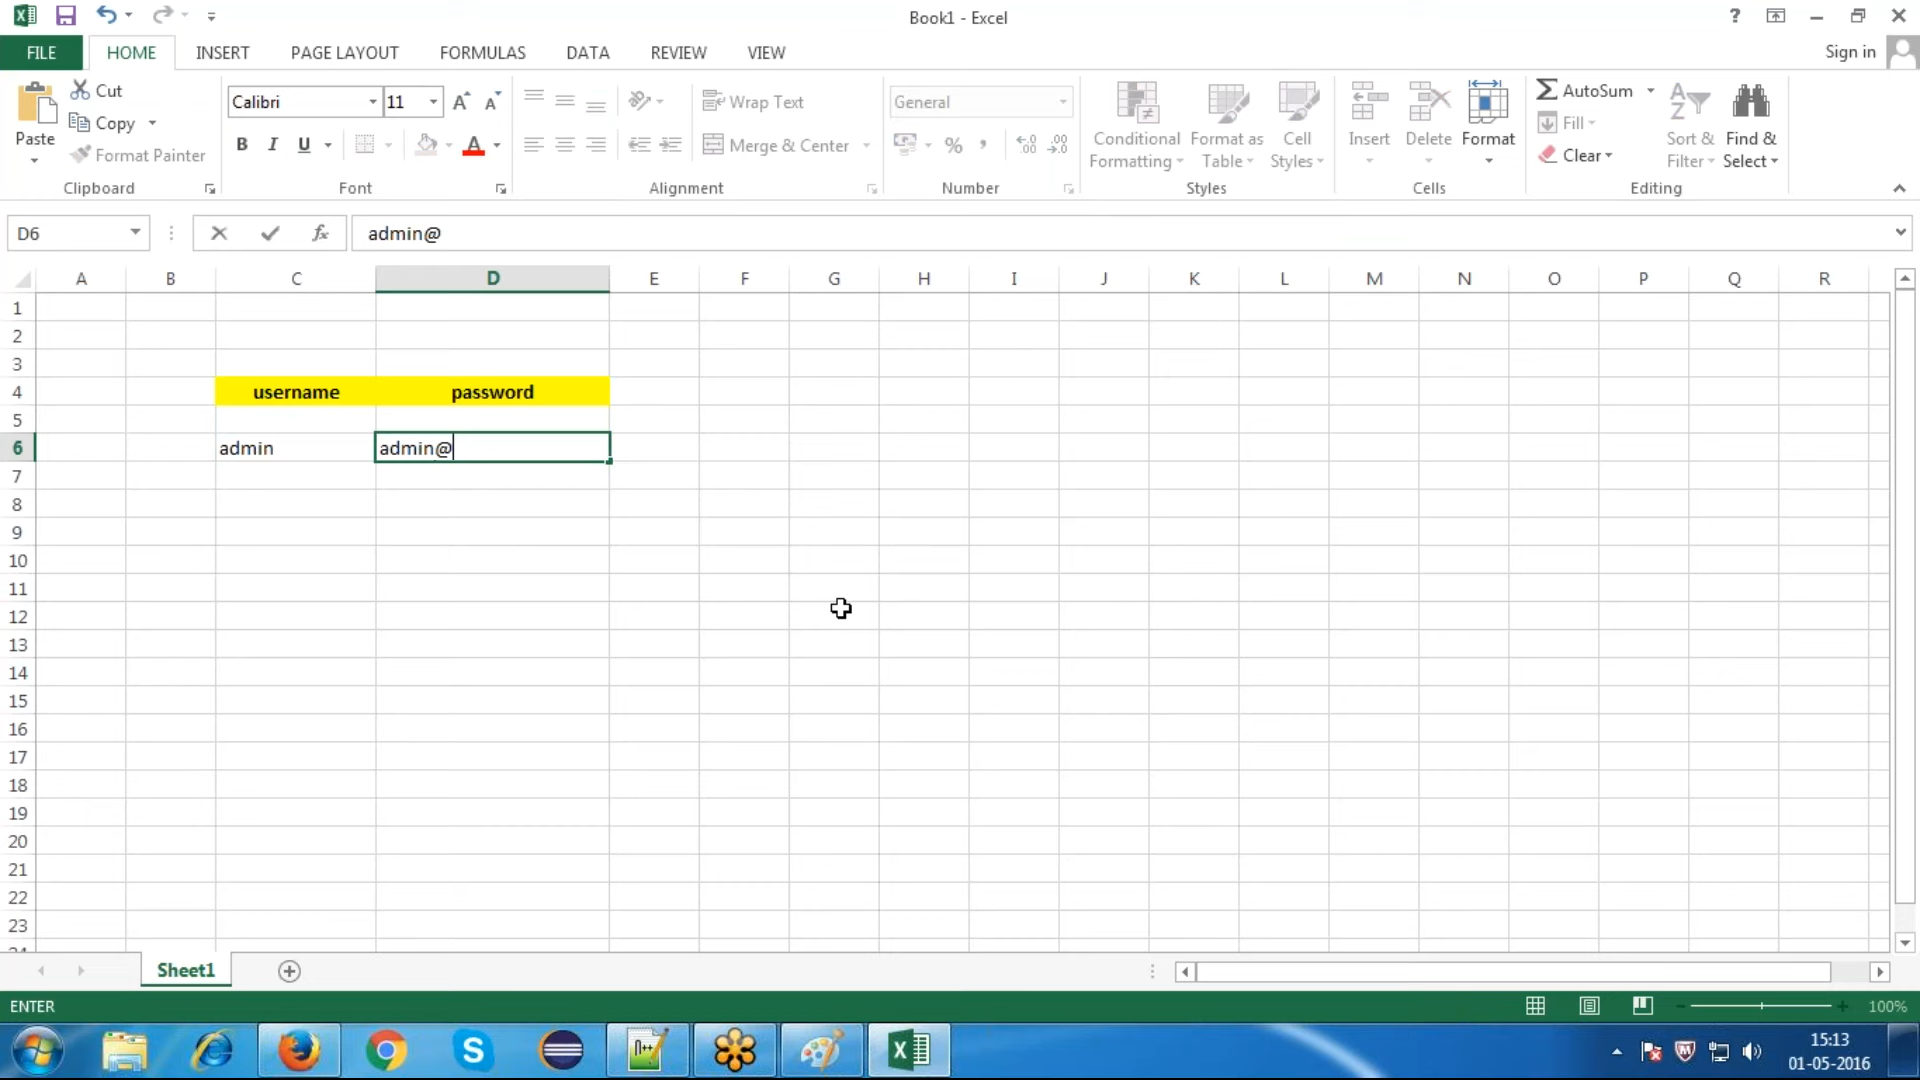 Book1 - Excel
?
FILE HOME INSERT PAGE LAYOUT FORMULAS DATA REVIEW VIEW
Sign in
Paste
Cut
Copy
Format Painter
Clipboard
Calibri 11
B I U
Font
Wrap Text
Merge & Center
Alignment
General
%
Number
Conditional Formatting
Format as Table
Cell Styles
Styles
Insert
Delete
Format
Cells
AutoSum
Fill
Clear
Sort & Filter
Find & Select
Editing
D6 fx admin@
A B C D E F G H I J K L M N O P Q R
1
2
3
4 username password
5
6 admin admin@
7
8
9
10
11
12
13
14
15
16
17
18
19
20
21
22
23
24
Sheet1
ENTER
100%
15:13
01-05-2016